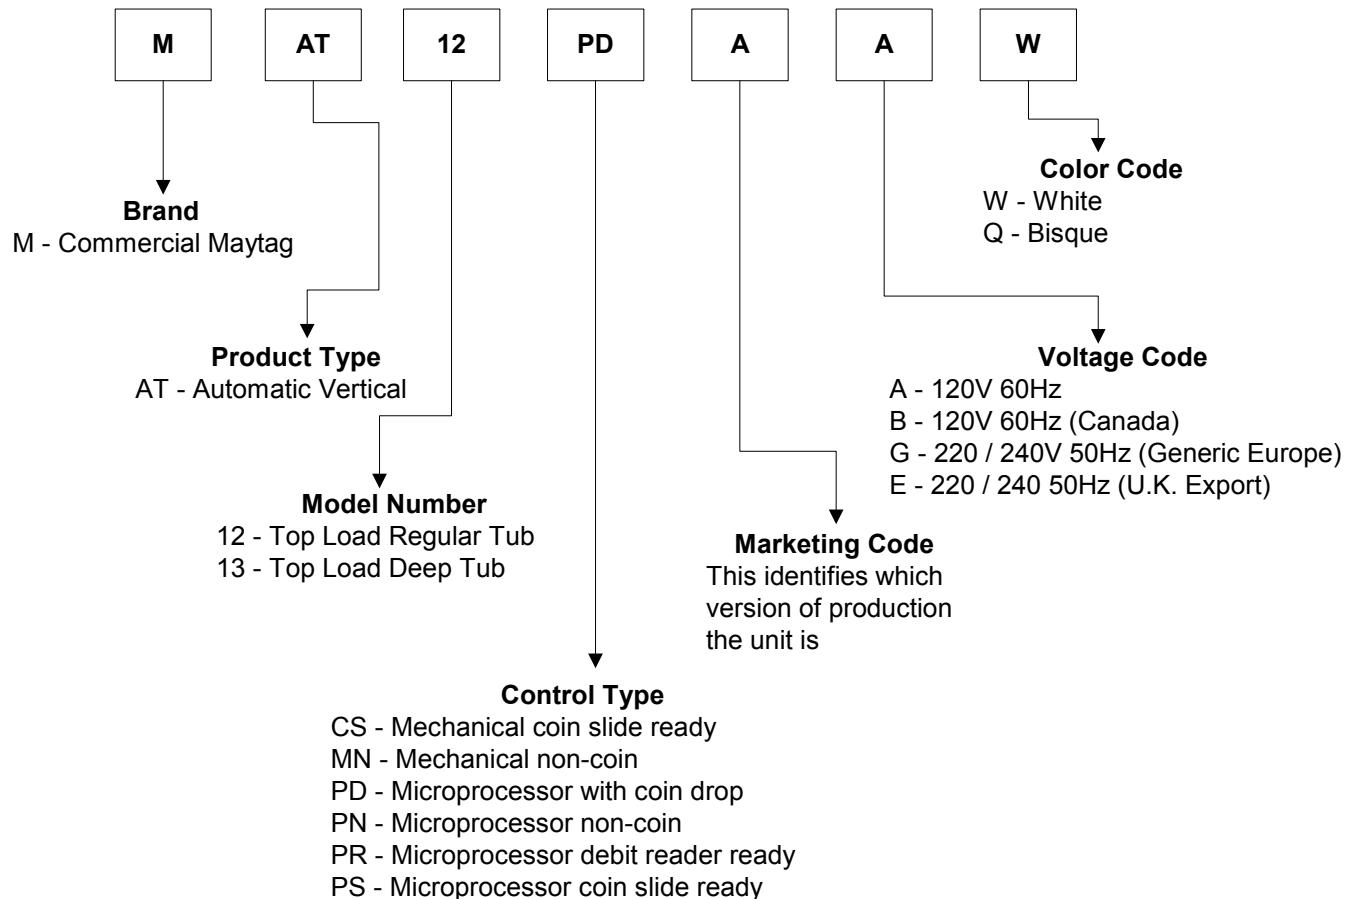 M AT 12 PD A A W
Brand
M - Commercial Maytag
Product Type
AT - Automatic Vertical
Model Number
12 - Top Load Regular Tub
13 - Top Load Deep Tub
Control Type
CS - Mechanical coin slide ready
MN - Mechanical non-coin
PD - Microprocessor with coin drop
PN - Microprocessor non-coin
PR - Microprocessor debit reader ready
PS - Microprocessor coin slide ready
Marketing Code
This identifies which
version of production
the unit is
Voltage Code
A - 120V 60Hz
B - 120V 60Hz (Canada)
G - 220 / 240V 50Hz (Generic Europe)
E - 220 / 240 50Hz (U.K. Export)
Color Code
W - White
Q - Bisque